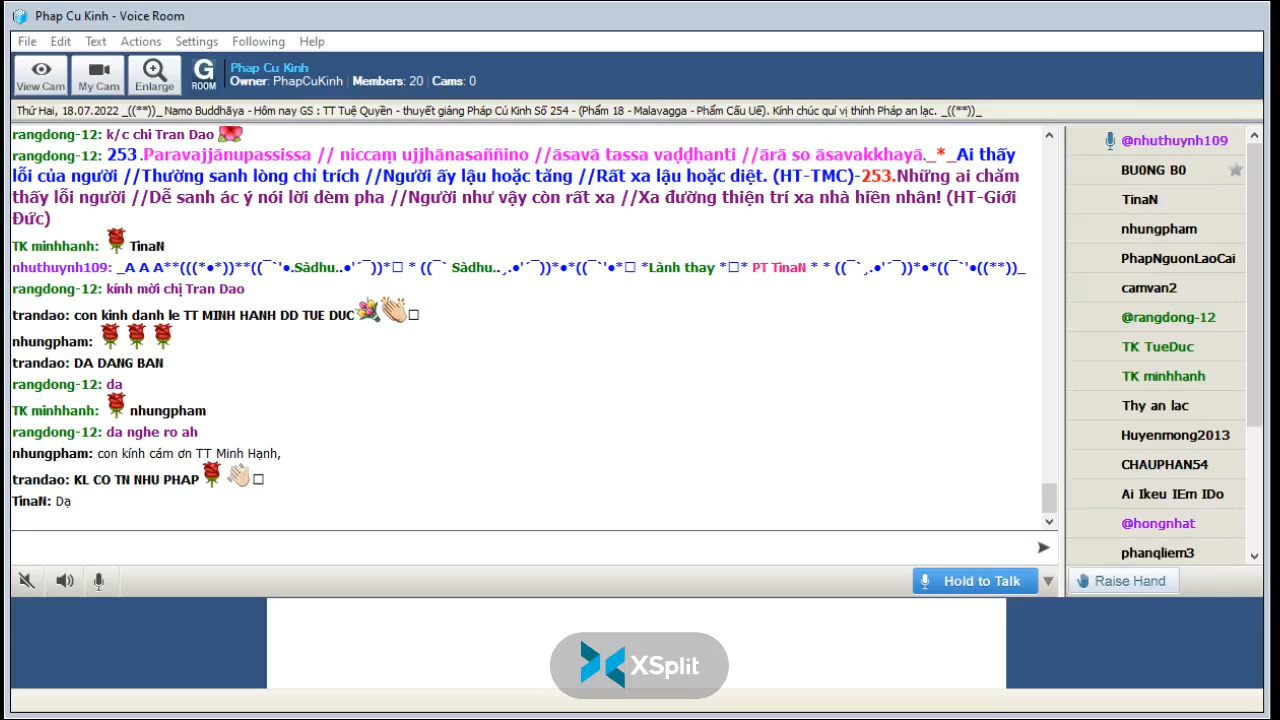 Phap Cu Kinh - Voice Room
File Edit Text Actions Settings Following Help
View Cam My Cam Enlarge G ROOM
Phap Cu Kinh
Owner: PhapCuKinh Members: 20 Cams: 0
Thứ Hai, 18.07.2022 _((**))_ Namo Buddhāya - Hôm nay GS : TT Tuệ Quyền - thuyết giảng Pháp Cú Kinh Số 254 - (Phẩm 18 - Malavagga - Phẩm Cấu Uế). Kính chúc quí vị thính Pháp an lạc. _((**))_
rangdong-12: k/c chi Tran Dao
rangdong-12: 253.Paravajjānupassissa // niccaṃ ujjhānasaññino //āsavā tassa vaḍḍhanti //ārā so āsavakkhayā._*_Ai thấy
lỗi của người //Thường sanh lòng chỉ trích //Người ấy lậu hoặc tăng //Rất xa lậu hoặc diệt. (HT-TMC)-253.Những ai chăm
thấy lỗi người //Dễ sanh ác ý nói lời dèm pha //Người như vậy còn rất xa //Xa đường thiện trí xa nhà hiền nhân! (HT-Giới
Đức)
TK minhhanh: TinaN
nhuthuynh109: _A A A**(((*•*))**((¯`'•.Sàdhu..•'´¯))*□ * ((¯` Sàdhu..¸.•'´¯))*•*((¯`'•*□ *Lành thay *□* PT TinaN * * ((¯`¸.•'´¯))*•*((¯`'•((**))_
rangdong-12: kính mời chị Tran Dao
trandao: con kinh danh le TT MINH HANH DD TUE DUC □
nhungpham:
trandao: DA DANG BAN
rangdong-12: da
TK minhhanh: nhungpham
rangdong-12: da nghe ro ah
nhungpham: con kính cám ơn TT Minh Hạnh,
trandao: KL CO TN NHU PHAP □
TinaN: Dạ
@nhuthuynh109
BU0NG B0
TinaN
nhungpham
PhapNguonLaoCai
camvan2
@rangdong-12
TK TueDuc
TK minhhanh
Thy an lac
Huyenmong2013
CHAUPHAN54
Ai Ikeu IEm IDo
@hongnhat
phanqliem3
Hold to Talk
Raise Hand
XSplit